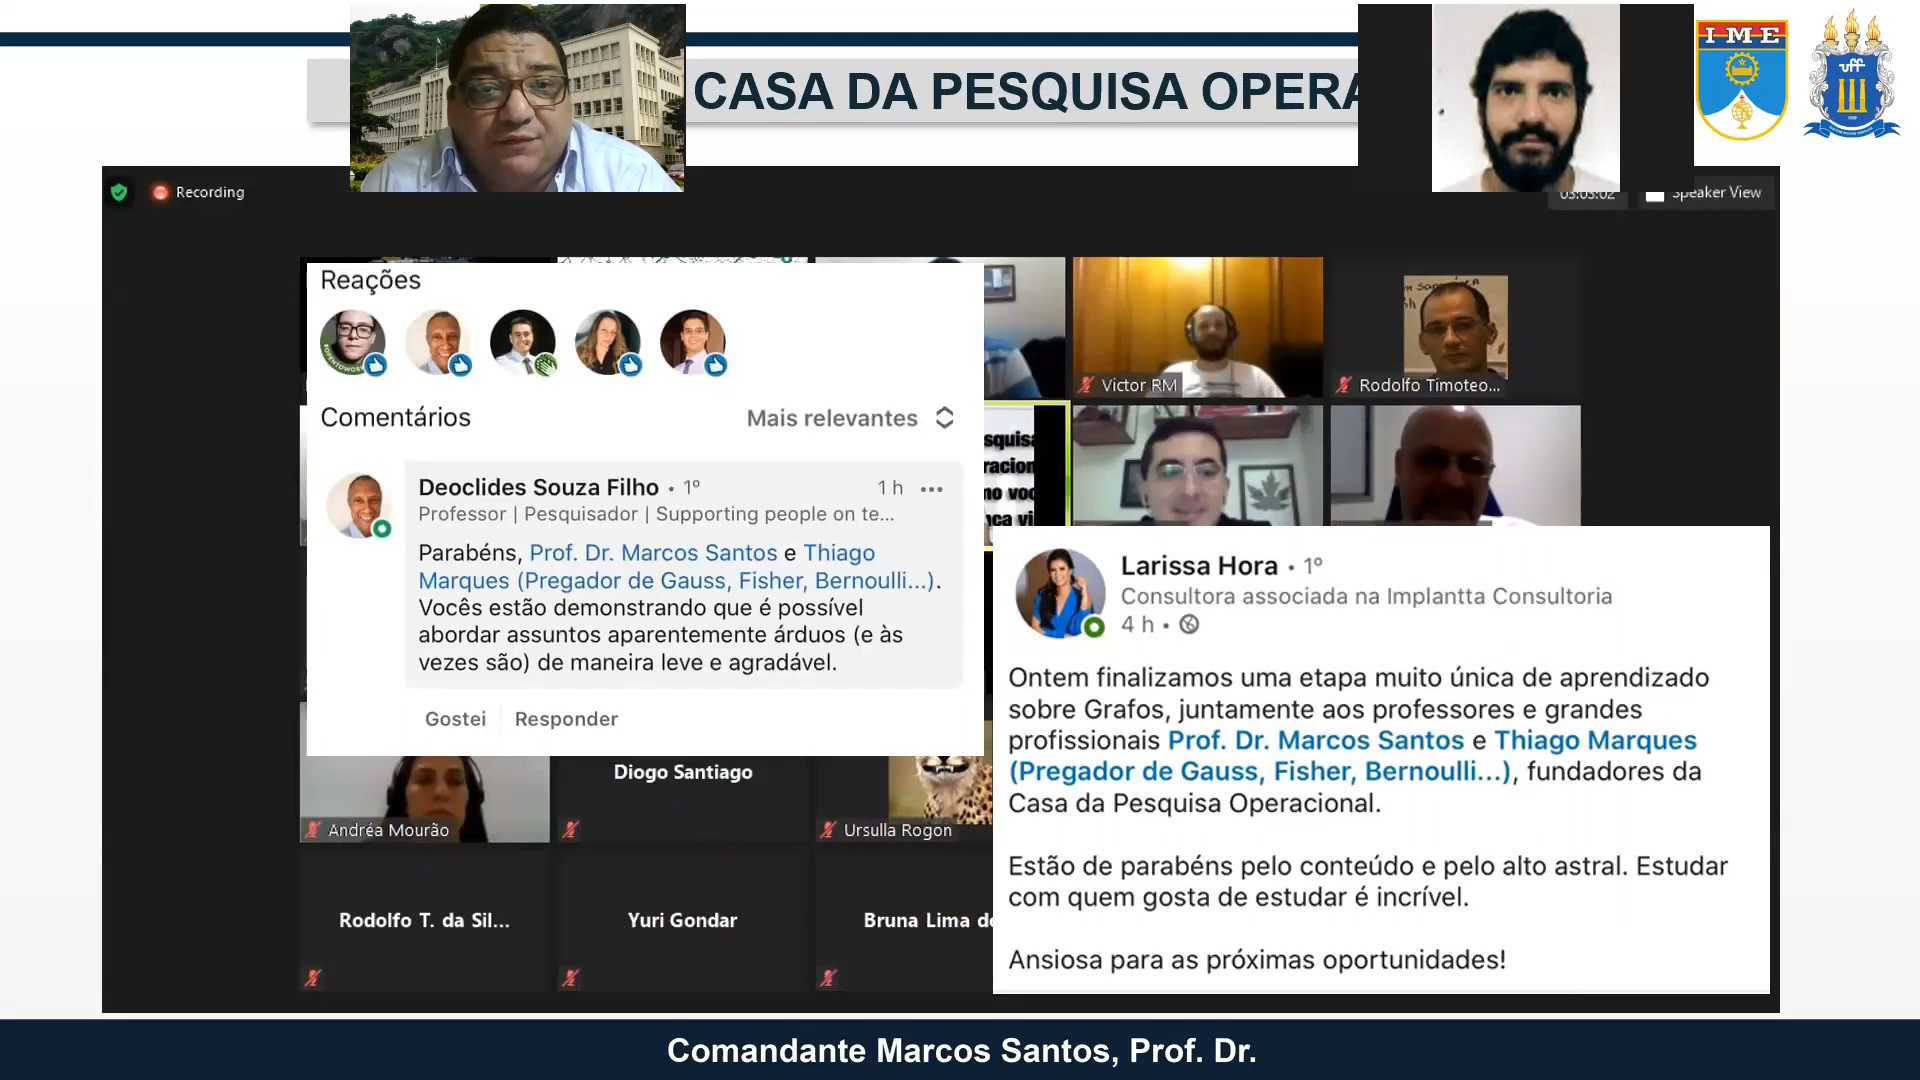 CASA DA PESQUISA OPERA
IME
uff
Recording
03:03:02
Speaker View
Reações
Comentários
Mais relevantes
Deoclides Souza Filho • 1º
1 h
Professor | Pesquisador | Supporting people on te...
Parabéns, Prof. Dr. Marcos Santos e Thiago
Marques (Pregador de Gauss, Fisher, Bernoulli...).
Vocês estão demonstrando que é possível
abordar assuntos aparentemente árduos (e às
vezes são) de maneira leve e agradável.
Gostei
Responder
Victor RM
Rodolfo Timoteo...
Larissa Hora • 1º
Consultora associada na Implantta Consultoria
4 h •
Ontem finalizamos uma etapa muito única de aprendizado
sobre Grafos, juntamente aos professores e grandes
profissionais Prof. Dr. Marcos Santos e Thiago Marques
(Pregador de Gauss, Fisher, Bernoulli...), fundadores da
Casa da Pesquisa Operacional.
Estão de parabéns pelo conteúdo e pelo alto astral. Estudar
com quem gosta de estudar é incrível.
Ansiosa para as próximas oportunidades!
Diogo Santiago
Andréa Mourão
Ursulla Rogon
Rodolfo T. da Sil...
Yuri Gondar
Bruna Lima de
Comandante Marcos Santos, Prof. Dr.